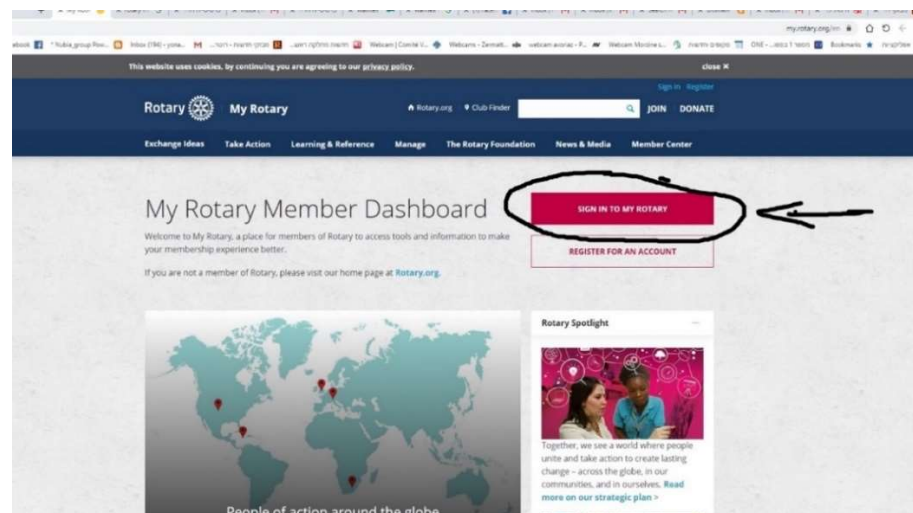 my.rotary.org/en
This website uses cookies, by continuing you are agreeing to our privacy policy.
close
Sign In Register
Rotary
My Rotary
Rotary.org
Club Finder
JOIN
DONATE
Exchange Ideas
Take Action
Learning & Reference
Manage
The Rotary Foundation
News & Media
Member Center
My Rotary Member Dashboard
SIGN IN TO MY ROTARY
Welcome to My Rotary, a place for members of Rotary to access tools and information to make
your membership experience better.
REGISTER FOR AN ACCOUNT
If you are not a member of Rotary, please visit our home page at Rotary.org.
Rotary Spotlight
Together, we see a world where people
unite and take action to create lasting
change – across the globe, in our
communities, and in ourselves. Read
more on our strategic plan >
People of action around the globe